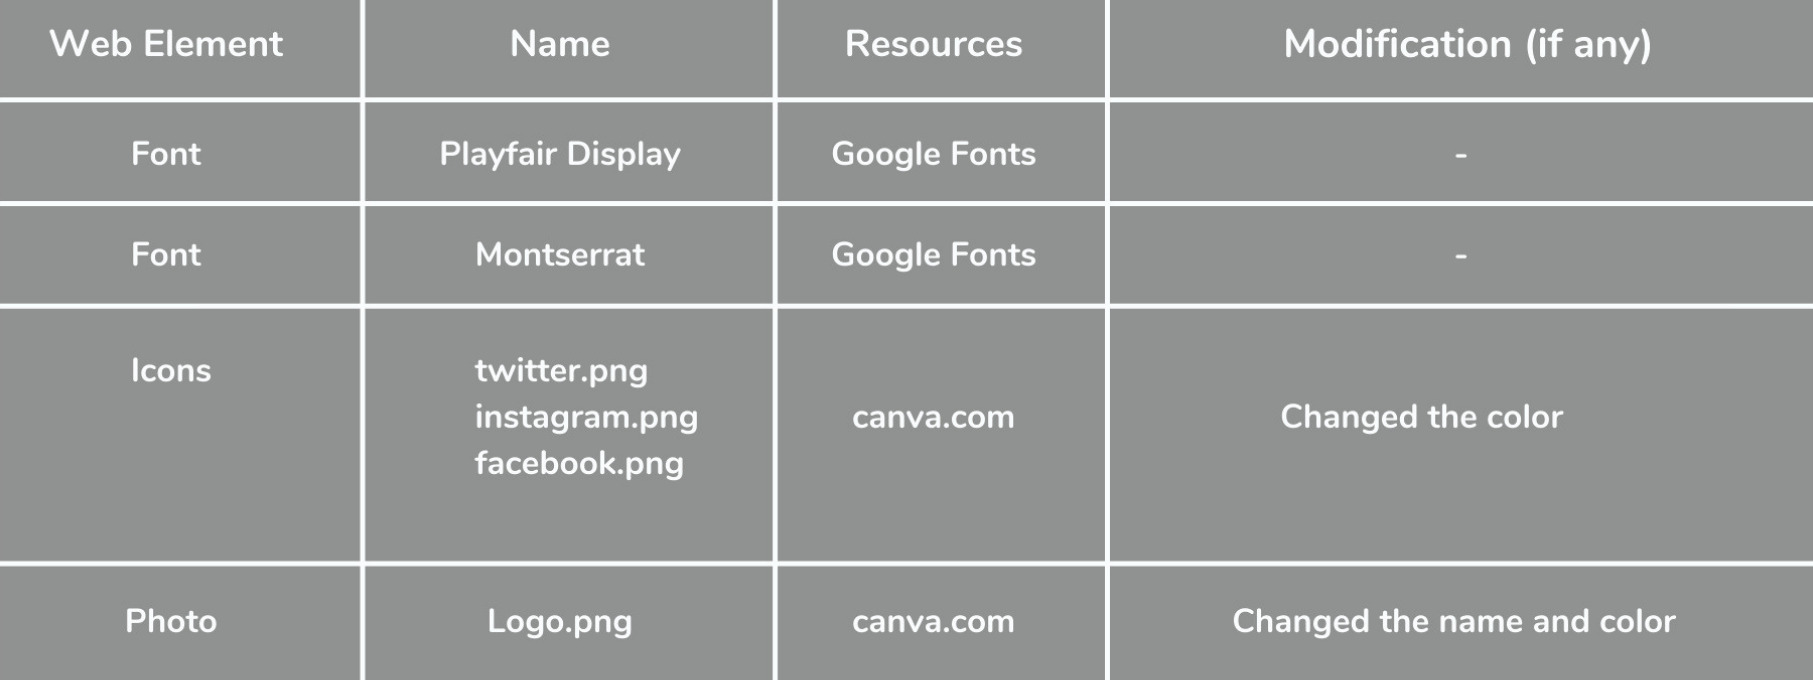 Web Element Name Resources Modification (if any)
Font Playfair Display Google Fonts -
Font Montserrat Google Fonts -
Icons twitter.png
instagram.png canva.com Changed the color
facebook.png
Photo Logo.png canva.com Changed the name and color